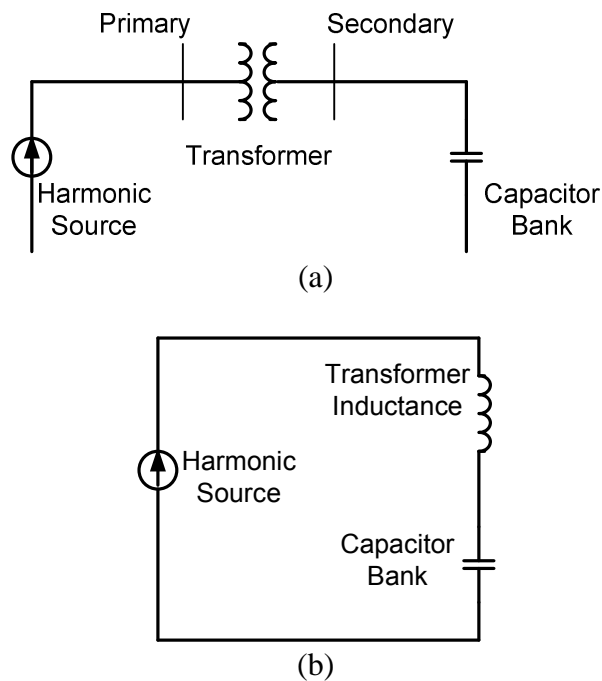 Primary
Secondary
Transformer
Harmonic
Source
Capacitor
Bank
(a)
Transformer
Inductance
Harmonic
Source
Capacitor
Bank
(b)